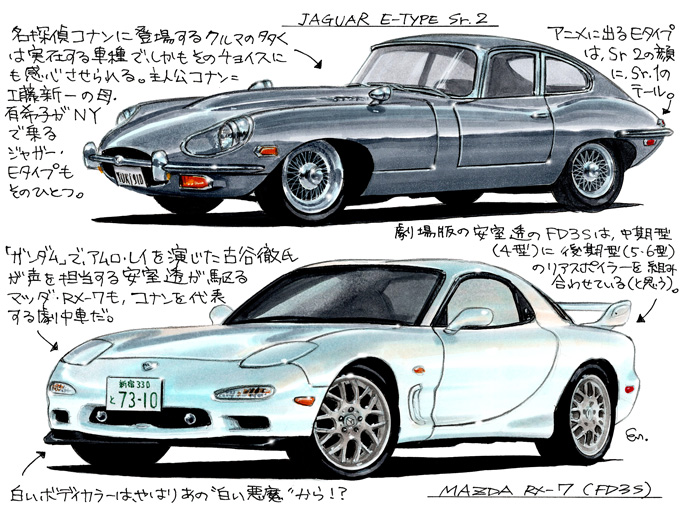 JAGUAR E-TYPE Sr.2
名探偵コナンに登場するクルマの多く
は実在する車種で、しかもそのチョイスに
も感心させられる。主人公コナン=
工藤新一の母・
有希子がNY
で乗る
ジャガー・
Eタイプも
そのひとつ。
アニメに出るEタイプ
は、Sr.2の顔
に、Sr.1の
テール。
YUKI 510
劇場版の安室透のFD3Sは、中期型
(4型)に後期型(5・6型)
のリアスポイラーを組み
合わせている(と思う)。
「ガンダム」で、アムロ・レイを演じた古谷徹氏
が声を担当する安室透が駆る
マツダ・RX-7も、コナンを代表
する劇中車だ。
新宿 330
と 73-10
白いボディカラーは、やはりあの“白い悪魔”から!?
MAZDA RX-7 (FD3S)